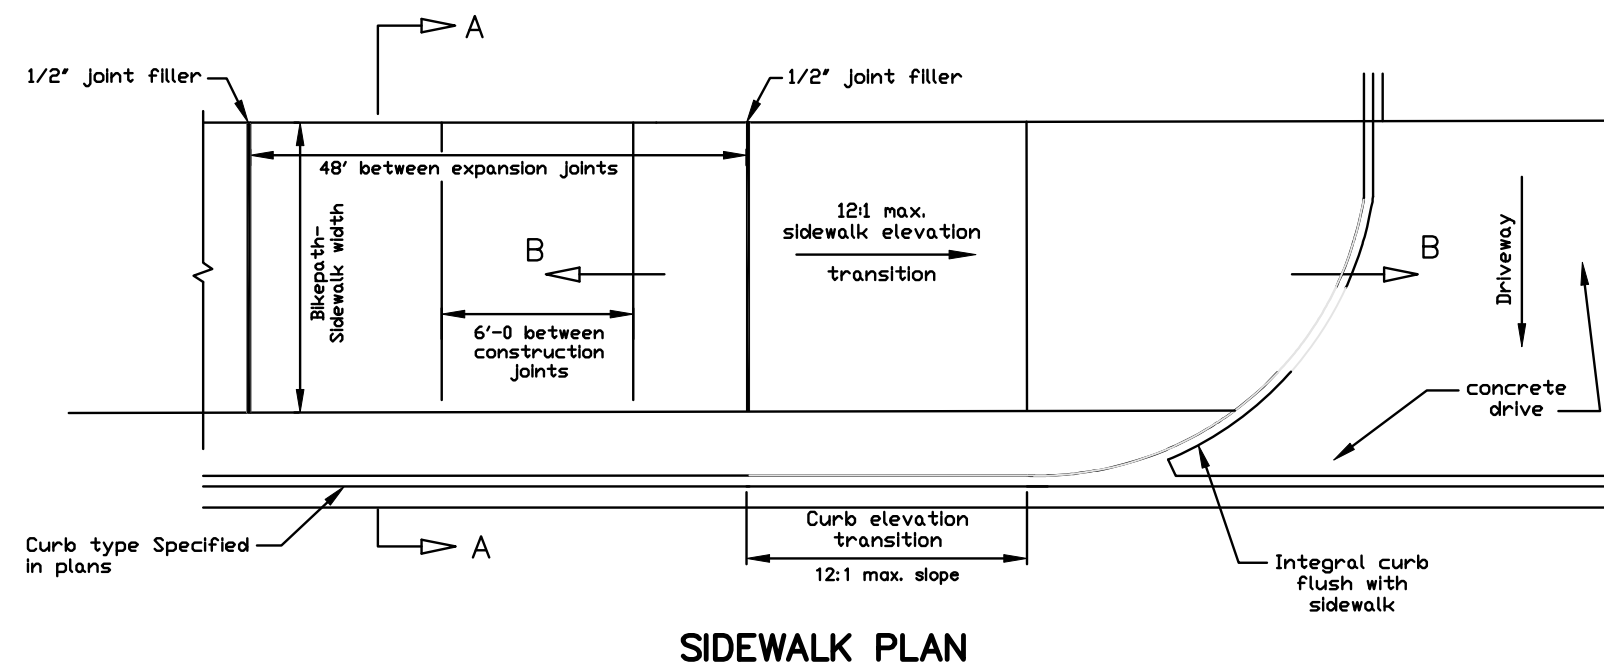 A
1/2" joint filler
1/2" joint filler
48' between expansion joints
Bikepath-
Sidewalk width
B
6'-0 between
construction
joints
12:1 max.
sidewalk elevation
transition
B
Driveway
concrete
drive
Curb type Specified
in plans
A
Curb elevation
transition
12:1 max. slope
Integral curb
flush with
sidewalk
SIDEWALK PLAN